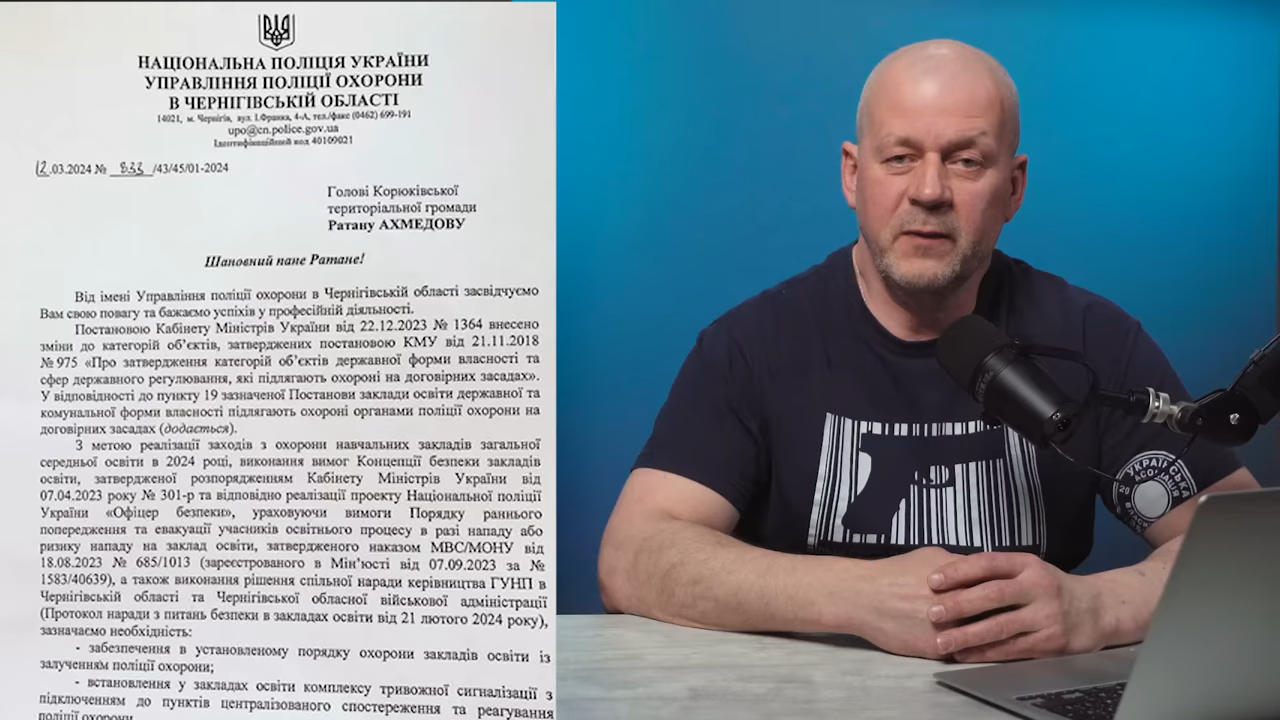 НАЦІОНАЛЬНА ПОЛІЦІЯ УКРАЇНИ
УПРАВЛІННЯ ПОЛІЦІЇ ОХОРОНИ
В ЧЕРНІГІВСЬКІЙ ОБЛАСТІ
14021, м. Чернігів, вул. І.Франка, 4-А, тел./факс (0462) 699-191
upo@cn.police.gov.ua
Ідентифікаційний код 40109021
12.03.2024 № 833/43/45/01-2024
Голові Корюківської
територіальної громади
Ратану АХМЕДОВУ
Шановний пане Ратане!
Від імені Управління поліції охорони в Чернігівській області засвідчуємо
Вам свою повагу та бажаємо успіхів у професійній діяльності.
Постановою Кабінету Міністрів України від 22.12.2023 № 1364 внесено
зміни до категорій об’єктів, затверджених постановою КМУ від 21.11.2018
№ 975 «Про затвердження категорій об’єктів державної форми власності та
сфер державного регулювання, які підлягають охороні на договірних засадах».
У відповідності до пункту 19 зазначеної Постанови заклади освіти державної та
комунальної форми власності підлягають охороні органами поліції охорони на
договірних засадах (додається).
З метою реалізації заходів з охорони навчальних закладів загальної
середньої освіти в 2024 році, виконання вимог Концепції безпеки закладів
освіти, затвердженої розпорядженням Кабінету Міністрів України від
07.04.2023 року № 301-р та відповідно реалізації проекту Національної поліції
України «Офіцер безпеки», ураховуючи вимоги Порядку раннього
попередження та евакуації учасників освітнього процесу в разі нападу або
ризику нападу на заклад освіти, затвердженого наказом МВС/МОНУ від
18.08.2023 № 685/1013 (зареєстрованого в Мін’юсті від 07.09.2023 за №
1583/40639), а також виконання рішення спільної наради керівництва ГУНП в
Чернігівській області та Чернігівської обласної військової адміністрації
(Протокол наради з питань безпеки в закладах освіти від 21 лютого 2024 року),
зазначаємо необхідність:
- забезпечення в установленому порядку охорони закладів освіти із
залученням поліції охорони;
- встановлення у закладах освіти комплексу тривожної сигналізації з
підключенням до пунктів централізованого спостереження та реагування
поліції охорони
УКРАЇНСЬКА
АСОЦІАЦІЯ
20